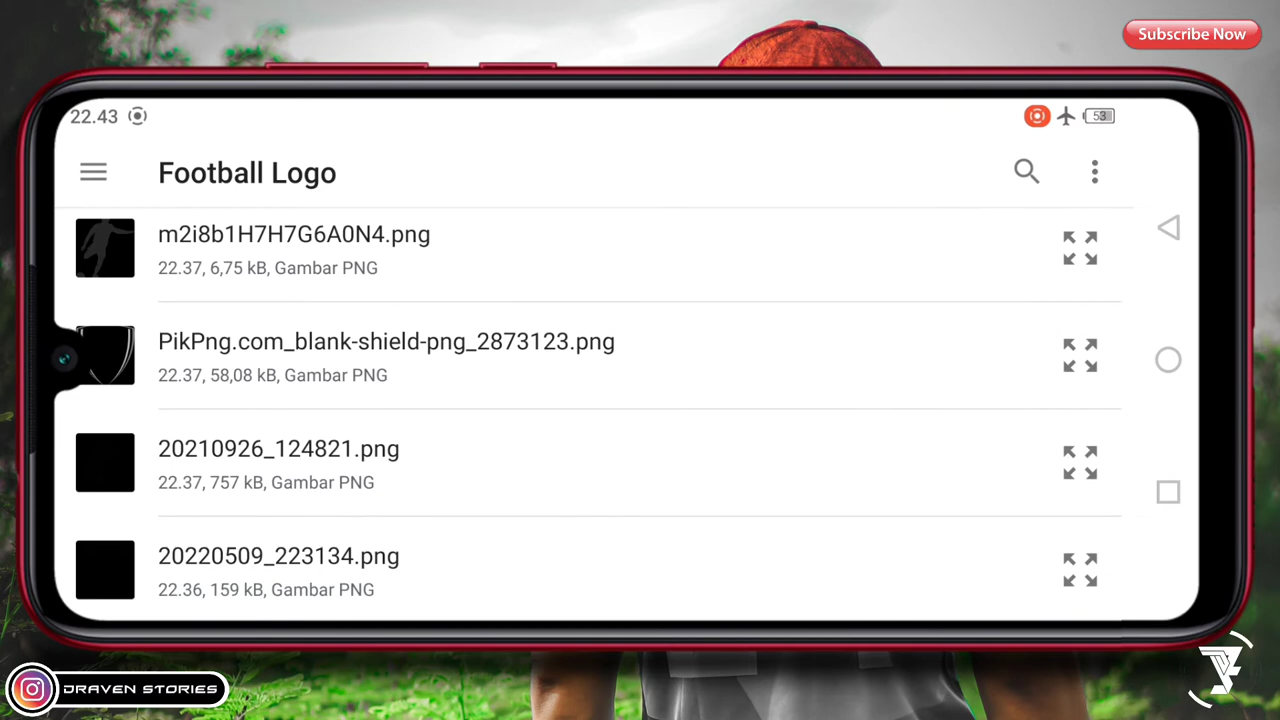 Subscribe Now
22.43
53
Football Logo
m2i8b1H7H7G6A0N4.png
22.37, 6,75 kB, Gambar PNG
PikPng.com_blank-shield-png_2873123.png
22.37, 58,08 kB, Gambar PNG
20210926_124821.png
22.37, 757 kB, Gambar PNG
20220509_223134.png
22.36, 159 kB, Gambar PNG
DRAVEN STORIES